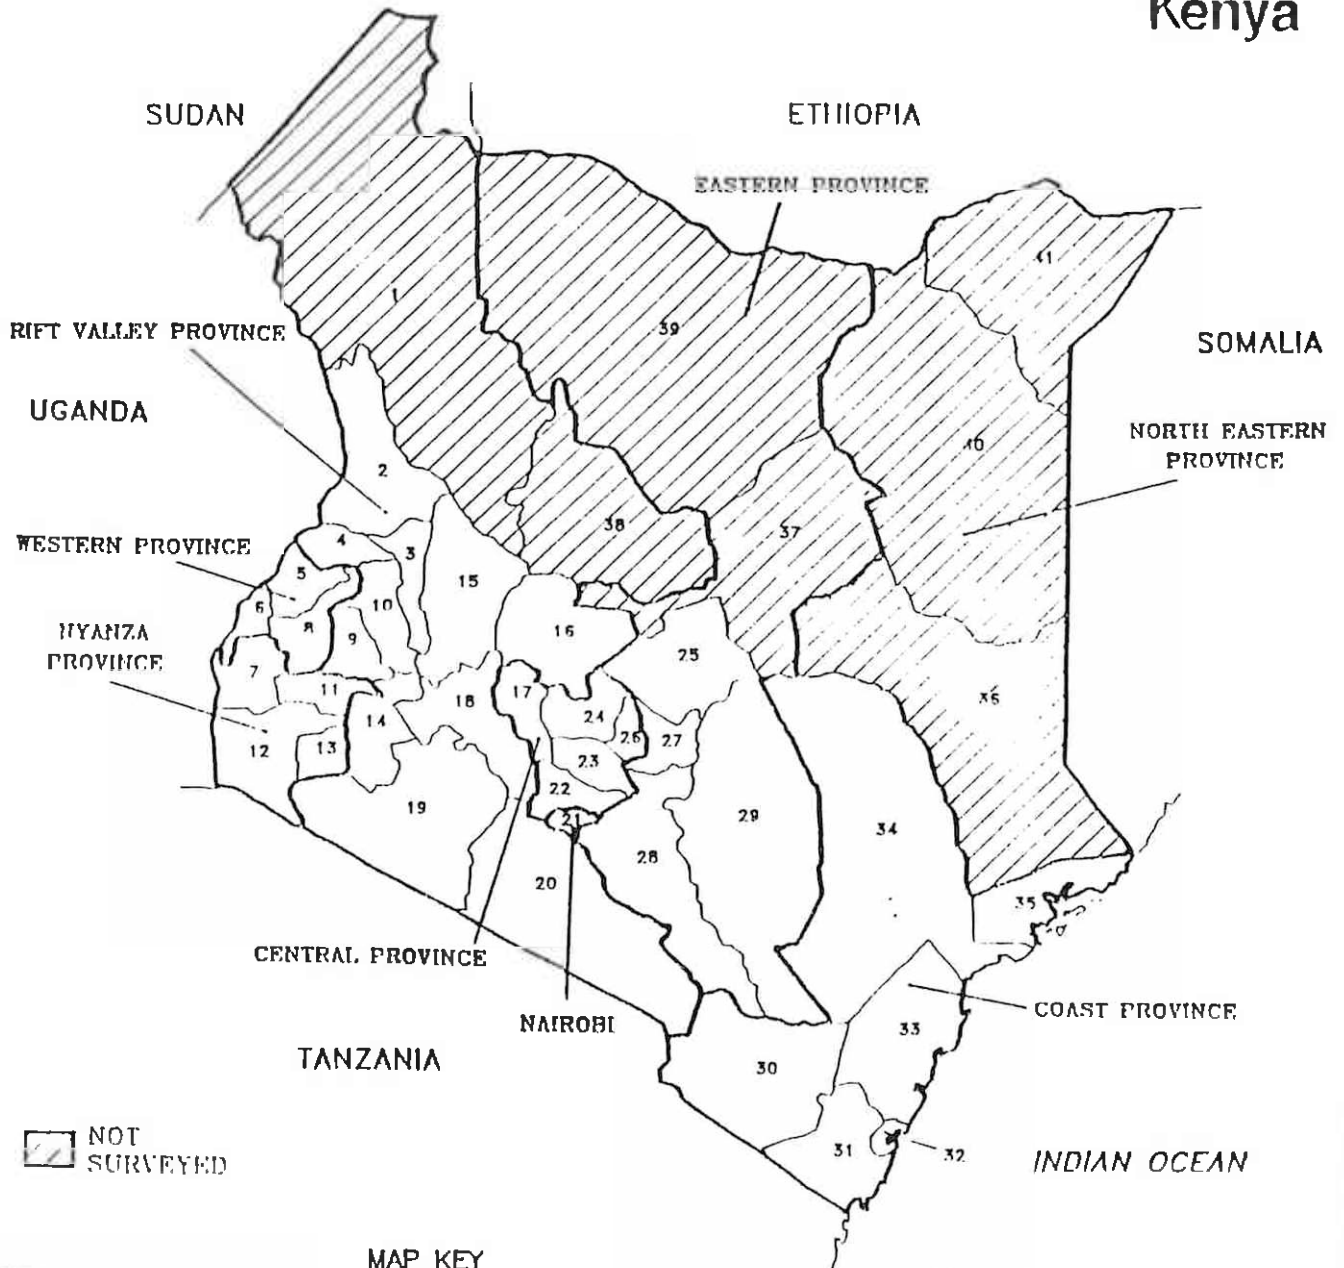 Kenya
SUDAN
ETHIOPIA
EASTERN PROVINCE
41
1
39
RIFT VALLEY PROVINCE
SOMALIA
UGANDA
NORTH EASTERN
PROVINCE
40
2
38
37
WESTERN PROVINCE
4
3
5
15
6
10
8
9
16
NYANZA
PROVINCE
25
7
11
17
18
36
14
24
26
27
12
13
23
22
19
21
29
34
28
20
35
CENTRAL PROVINCE
NAIROBI
COAST PROVINCE
33
TANZANIA
30
NOT
SURVEYED
31
32
INDIAN OCEAN
MAP KEY